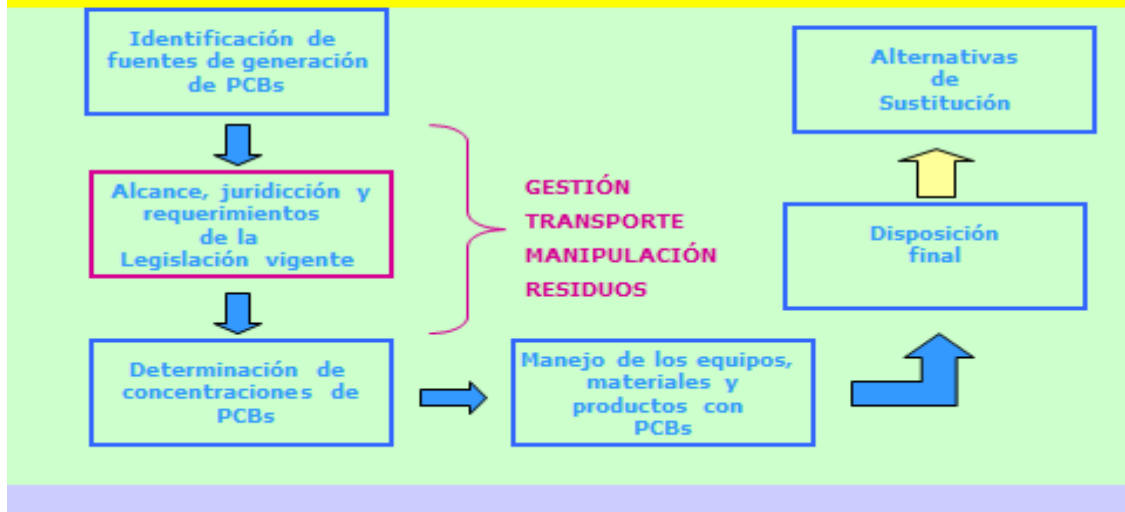 Identificación de
fuentes de generación
de PCBs
Alcance, juridicción y
requerimientos
de la
Legislación vigente
Determinación de
concentraciones de
PCBs
GESTIÓN
TRANSPORTE
MANIPULACIÓN
RESIDUOS
Manejo de los equipos,
materiales y
productos con
PCBs
Disposición
final
Alternativas
de
Sustitución